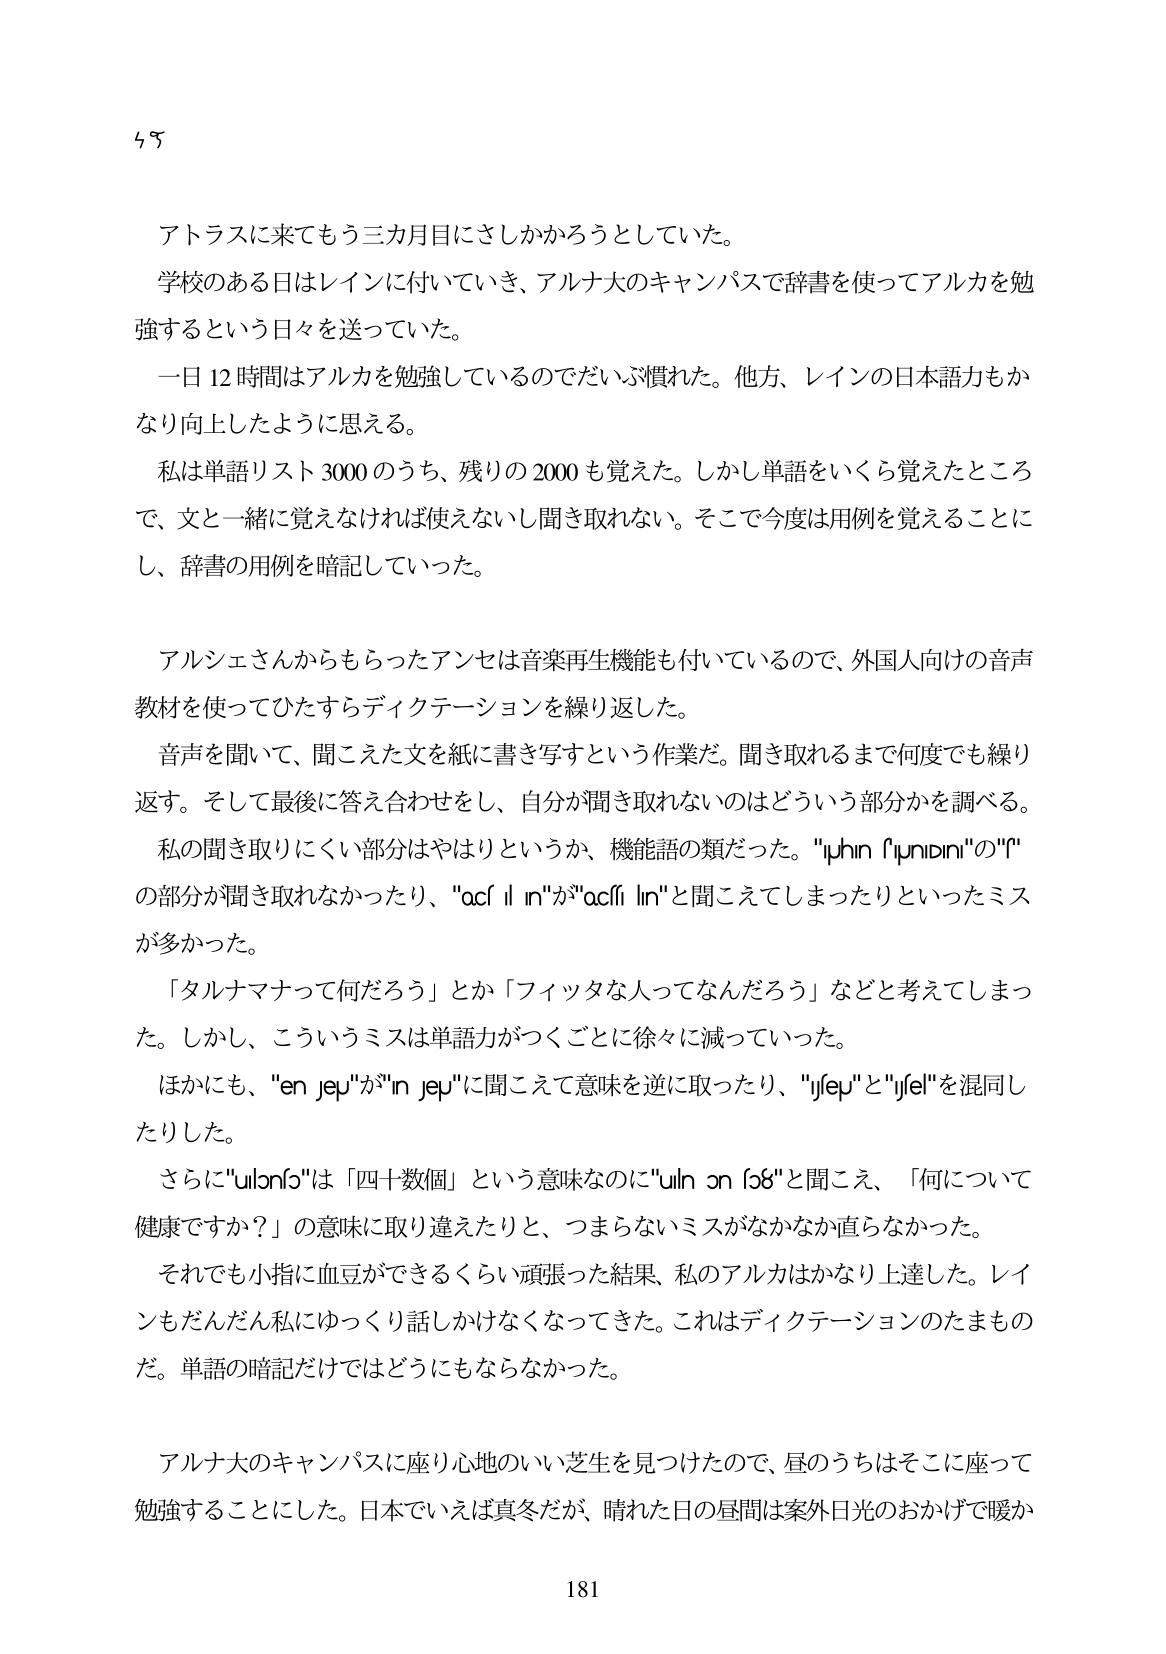 アトラスに来てもう三カ月目にさしかかろうとしていた。
学校のある日はレインに付いていき、アルナ大のキャンパスで辞書を使ってアルカを勉
強するという日々を送っていた。
一日 12 時間はアルカを勉強しているのでだいぶ慣れた。他方、レインの日本語力もか
なり向上したように思える。
私は単語リスト 3000 のうち、残りの 2000 も覚えた。しかし単語をいくら覚えたところ
で、文と一緒に覚えなければ使えないし聞き取れない。そこで今度は用例を覚えることに
し、辞書の用例を暗記していった。
アルシェさんからもらったアンセは音楽再生機能も付いているので、外国人向けの音声
教材を使ってひたすらディクテーションを繰り返した。
音声を聞いて、聞こえた文を紙に書き写すという作業だ。聞き取れるまで何度でも繰り
返す。そして最後に答え合わせをし、自分が聞き取れないのはどういう部分かを調べる。
私の聞き取りにくい部分はやはりというか、機能語の類だった。""の""
の部分が聞き取れなかったり、""が""と聞こえてしまったりといったミス
が多かった。
「タルナマナって何だろう」とか「フィッタな人ってなんだろう」などと考えてしまっ
た。しかし、こういうミスは単語力がつくごとに徐々に減っていった。
ほかにも、""が""に聞こえて意味を逆に取ったり、""と""を混同し
たりした。
さらに""は「四十数個」という意味なのに""と聞こえ、「何について
健康ですか？」の意味に取り違えたりと、つまらないミスがなかなか直らなかった。
それでも小指に血豆ができるくらい頑張った結果、私のアルカはかなり上達した。レイ
ンもだんだん私にゆっくり話しかけなくなってきた。これはディクテーションのたまもの
だ。単語の暗記だけではどうにもならなかった。
アルナ大のキャンパスに座り心地のいい芝生を見つけたので、昼のうちはそこに座って
勉強することにした。日本でいえば真冬だが、晴れた日の昼間は案外日光のおかげで暖か
181